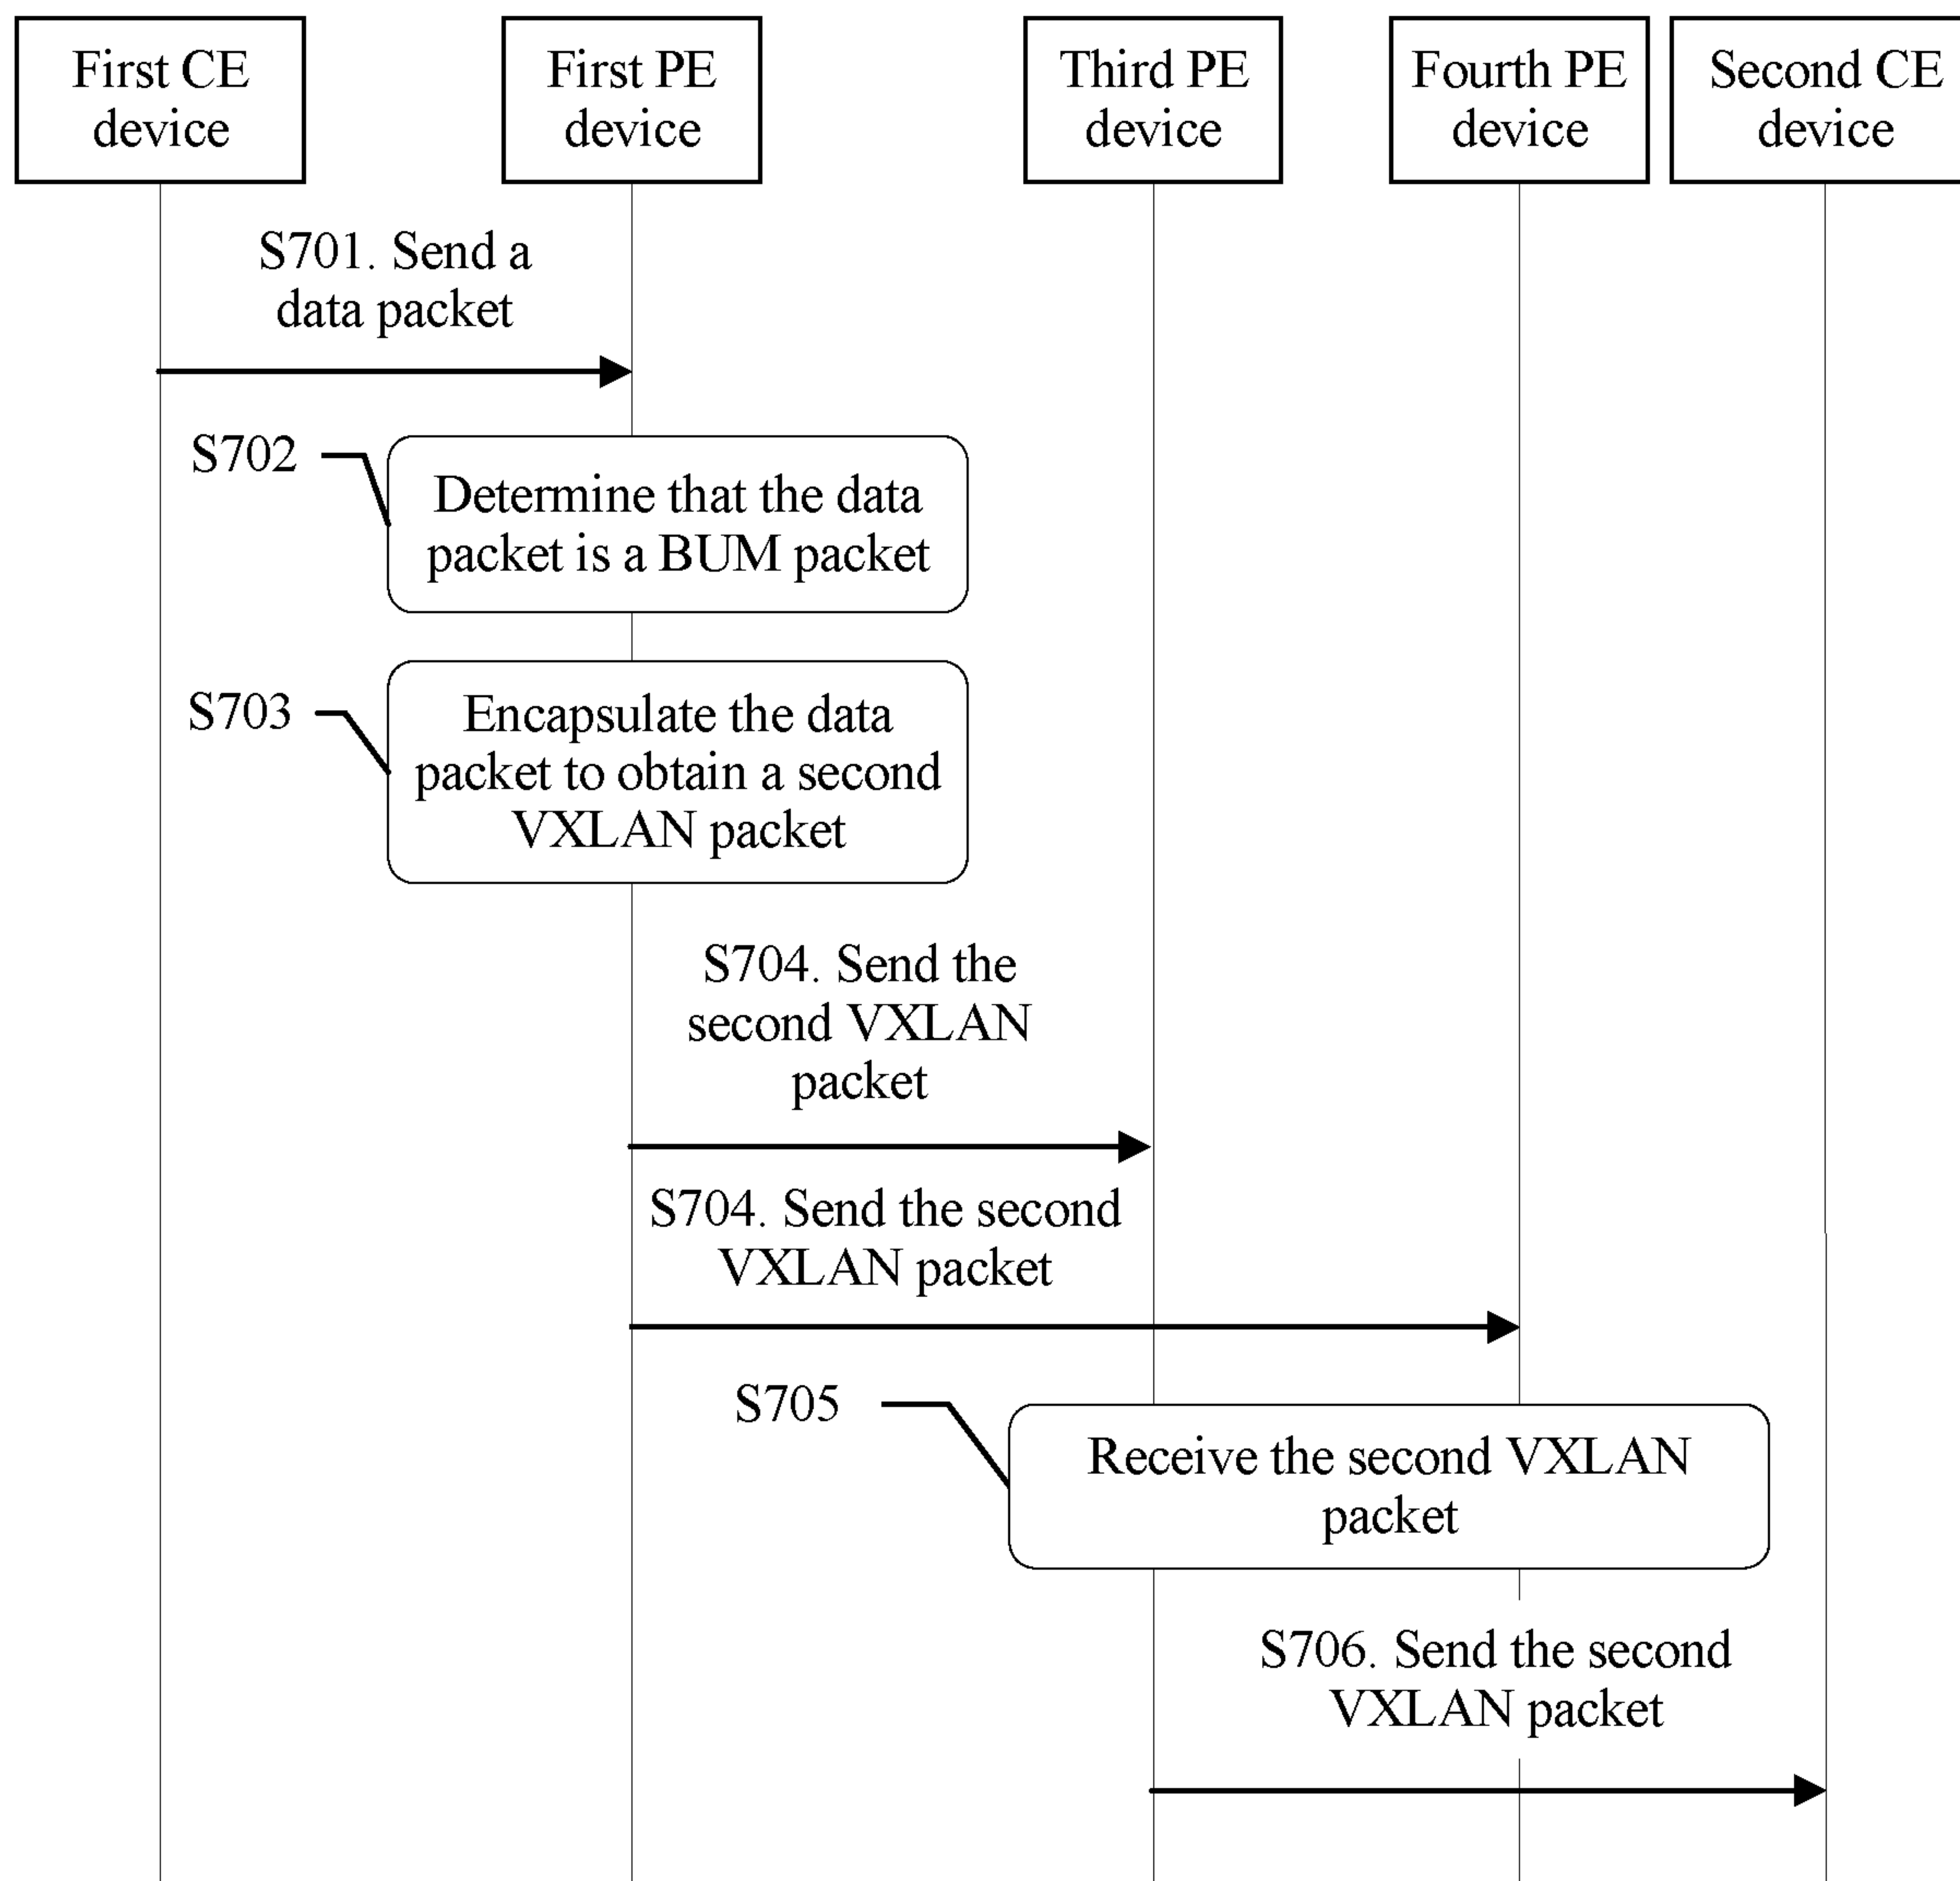 First CE
device
First PE
device
Third PE
device
Fourth PE
device
Second CE
device
S701. Send a
data packet
S702
Determine that the data
packet is a BUM packet
S703
Encapsulate the data
packet to obtain a second
VXLAN packet
S704. Send the
second VXLAN
packet
S704. Send the second
VXLAN packet
S705
Receive the second VXLAN
packet
S706. Send the second
VXLAN packet